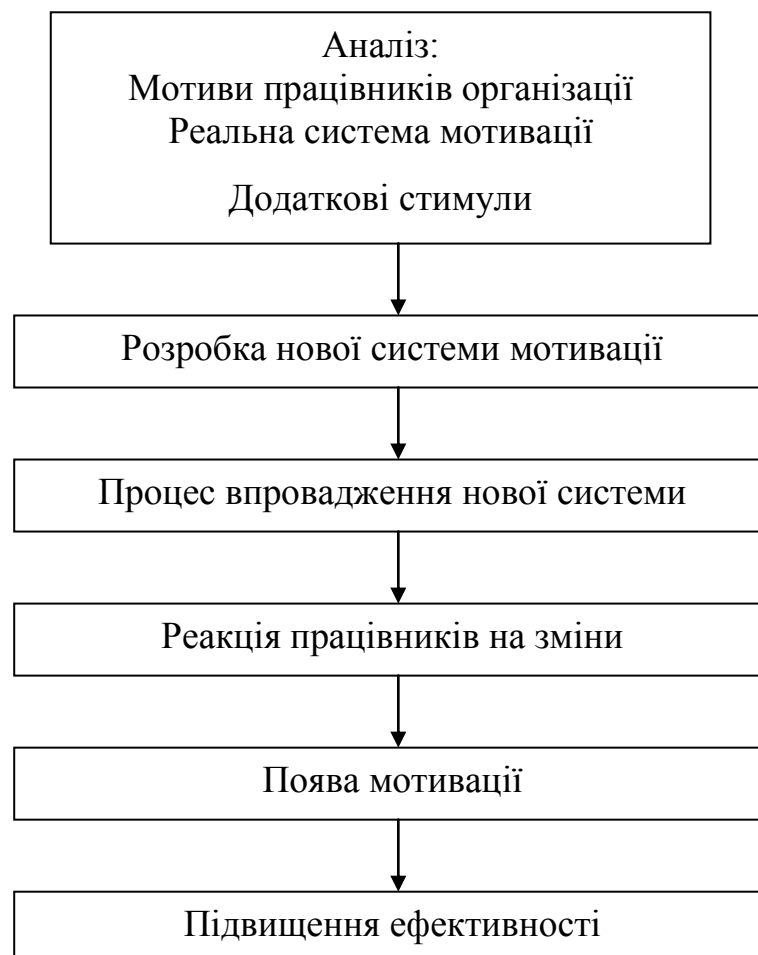 Аналіз:
Мотиви працівників організації
Реальна система мотивації
Додаткові стимули
Розробка нової системи мотивації
Процес впровадження нової системи
Реакція працівників на зміни
Поява мотивації
Підвищення ефективності